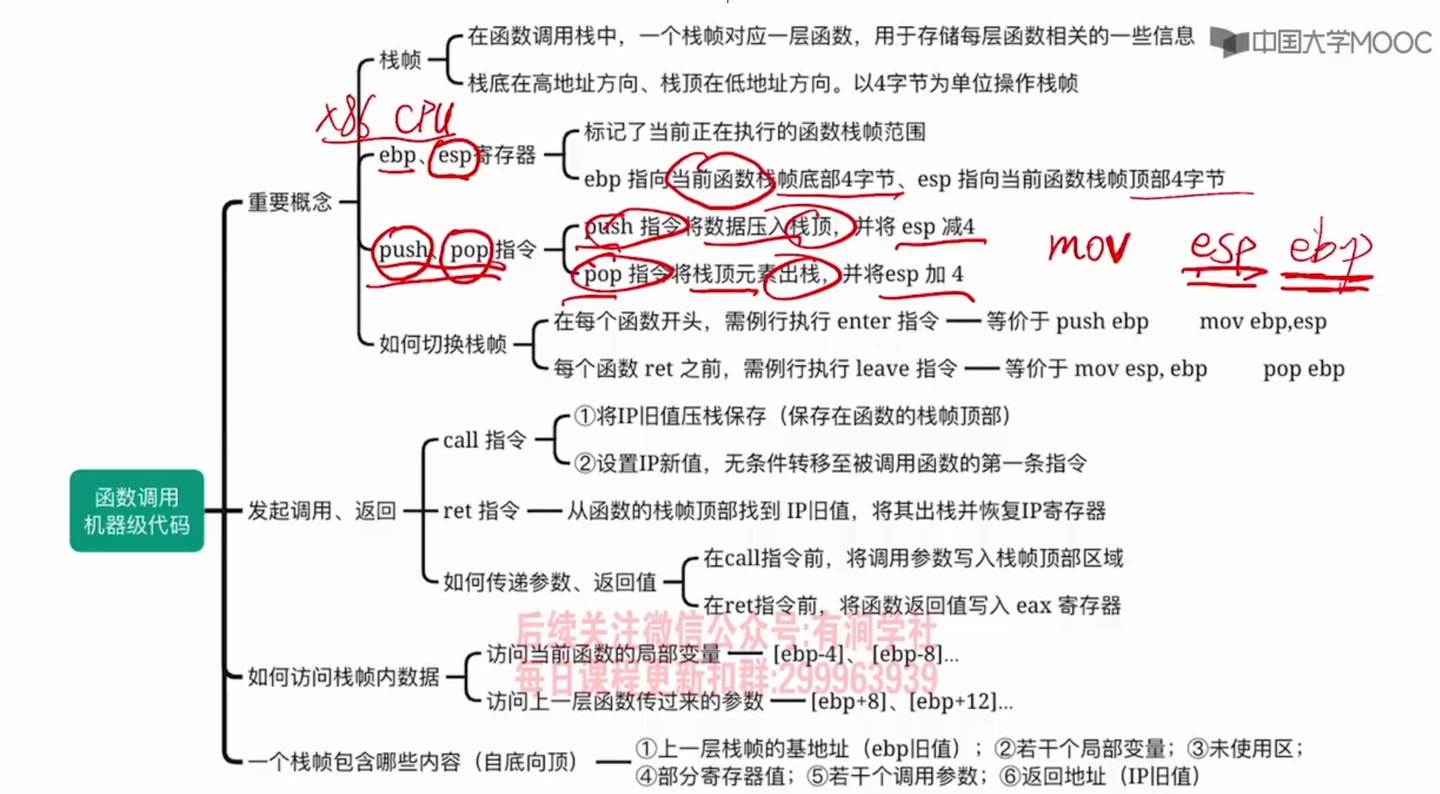 中国大学MOOC
栈帧
在函数调用栈中，一个栈帧对应一层函数，用于存储每层函数相关的一些信息
栈底在高地址方向、栈顶在低地址方向。以4字节为单位操作栈帧
x86 CPU
重要概念
ebp、esp寄存器
标记了当前正在执行的函数栈帧范围
ebp 指向当前函数栈帧底部4字节、esp 指向当前函数栈帧顶部4字节
push、pop 指令
push 指令将数据压入栈顶，并将 esp 减4
pop 指令将栈顶元素出栈，并将esp 加 4
mov esp ebp
如何切换栈帧
在每个函数开头，需例行执行 enter 指令 等价于 push ebp mov ebp,esp
每个函数 ret 之前，需例行执行 leave 指令 等价于 mov esp, ebp pop ebp
函数调用
机器级代码
发起调用、返回
call 指令
①将IP旧值压栈保存（保存在函数的栈帧顶部）
②设置IP新值，无条件转移至被调用函数的第一条指令
ret 指令 从函数的栈帧顶部找到 IP旧值，将其出栈并恢复IP寄存器
如何传递参数、返回值
在call指令前，将调用参数写入栈帧顶部区域
在ret指令前，将函数返回值写入 eax 寄存器
后续关注微信公众号:有涧学社
每日课程更新扣群:299963939
如何访问栈帧内数据
访问当前函数的局部变量 [ebp-4]、[ebp-8]...
访问上一层函数传过来的参数 [ebp+8]、[ebp+12]...
一个栈帧包含哪些内容（自底向顶）
①上一层栈帧的基地址（ebp旧值）；②若干个局部变量；③未使用区；
④部分寄存器值；⑤若干个调用参数；⑥返回地址（IP旧值）